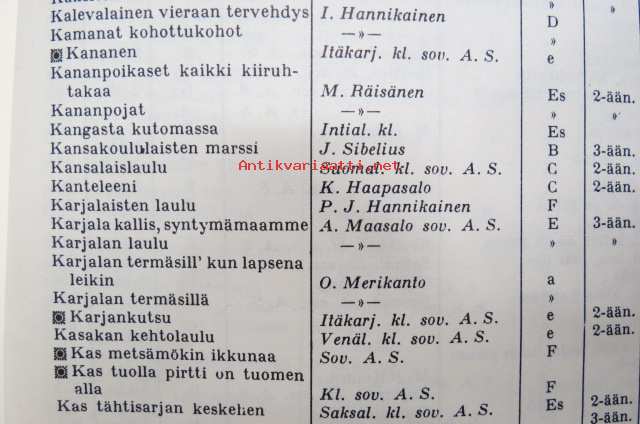 Kalevalainen vieraan tervehdys I. Hannikainen D »
Kamanat kohottukohot —»— »
Kananen Itäkarj. kl. sov. A. S. e
Kananpoikaset kaikki kiiruh-
takaa M. Räisänen Es 2-ään.
Kananpojat —»— » »
Kangasta kutomassa Intial. kl. Es
Kansakoululaisten marssi J. Sibelius B 3-ään.
Kansalaislaulu Suomal. kl. sov. A. S. C 2-ään.
Antikvariaatti.net
Kanteleeni K. Haapasalo C 2-ään.
Karjalaisten laulu P. J. Hannikainen F
Karjala kallis, syntymämaamme A. Maasalo sov. A. S. E 3-ään.
Karjalan laulu —»— » »
Karjalan termäsill' kun lapsena
leikin O. Merikanto a
Karjalan termäsillä —»— »
Karjankutsu Itäkarj. kl. sov. A. S. e 2-ään.
Kasakan kehtolaulu Venäl. kl. sov. A. S. e 2-ään.
Kas metsämökin ikkunaa Sov. A. S. F
Kas tuolla pirtti on tuomen
alla Kl. sov. A. S. F
Kas tähtisarjan keskehen Saksal. kl. sov. A. S. Es 2-ään.
3-ään.